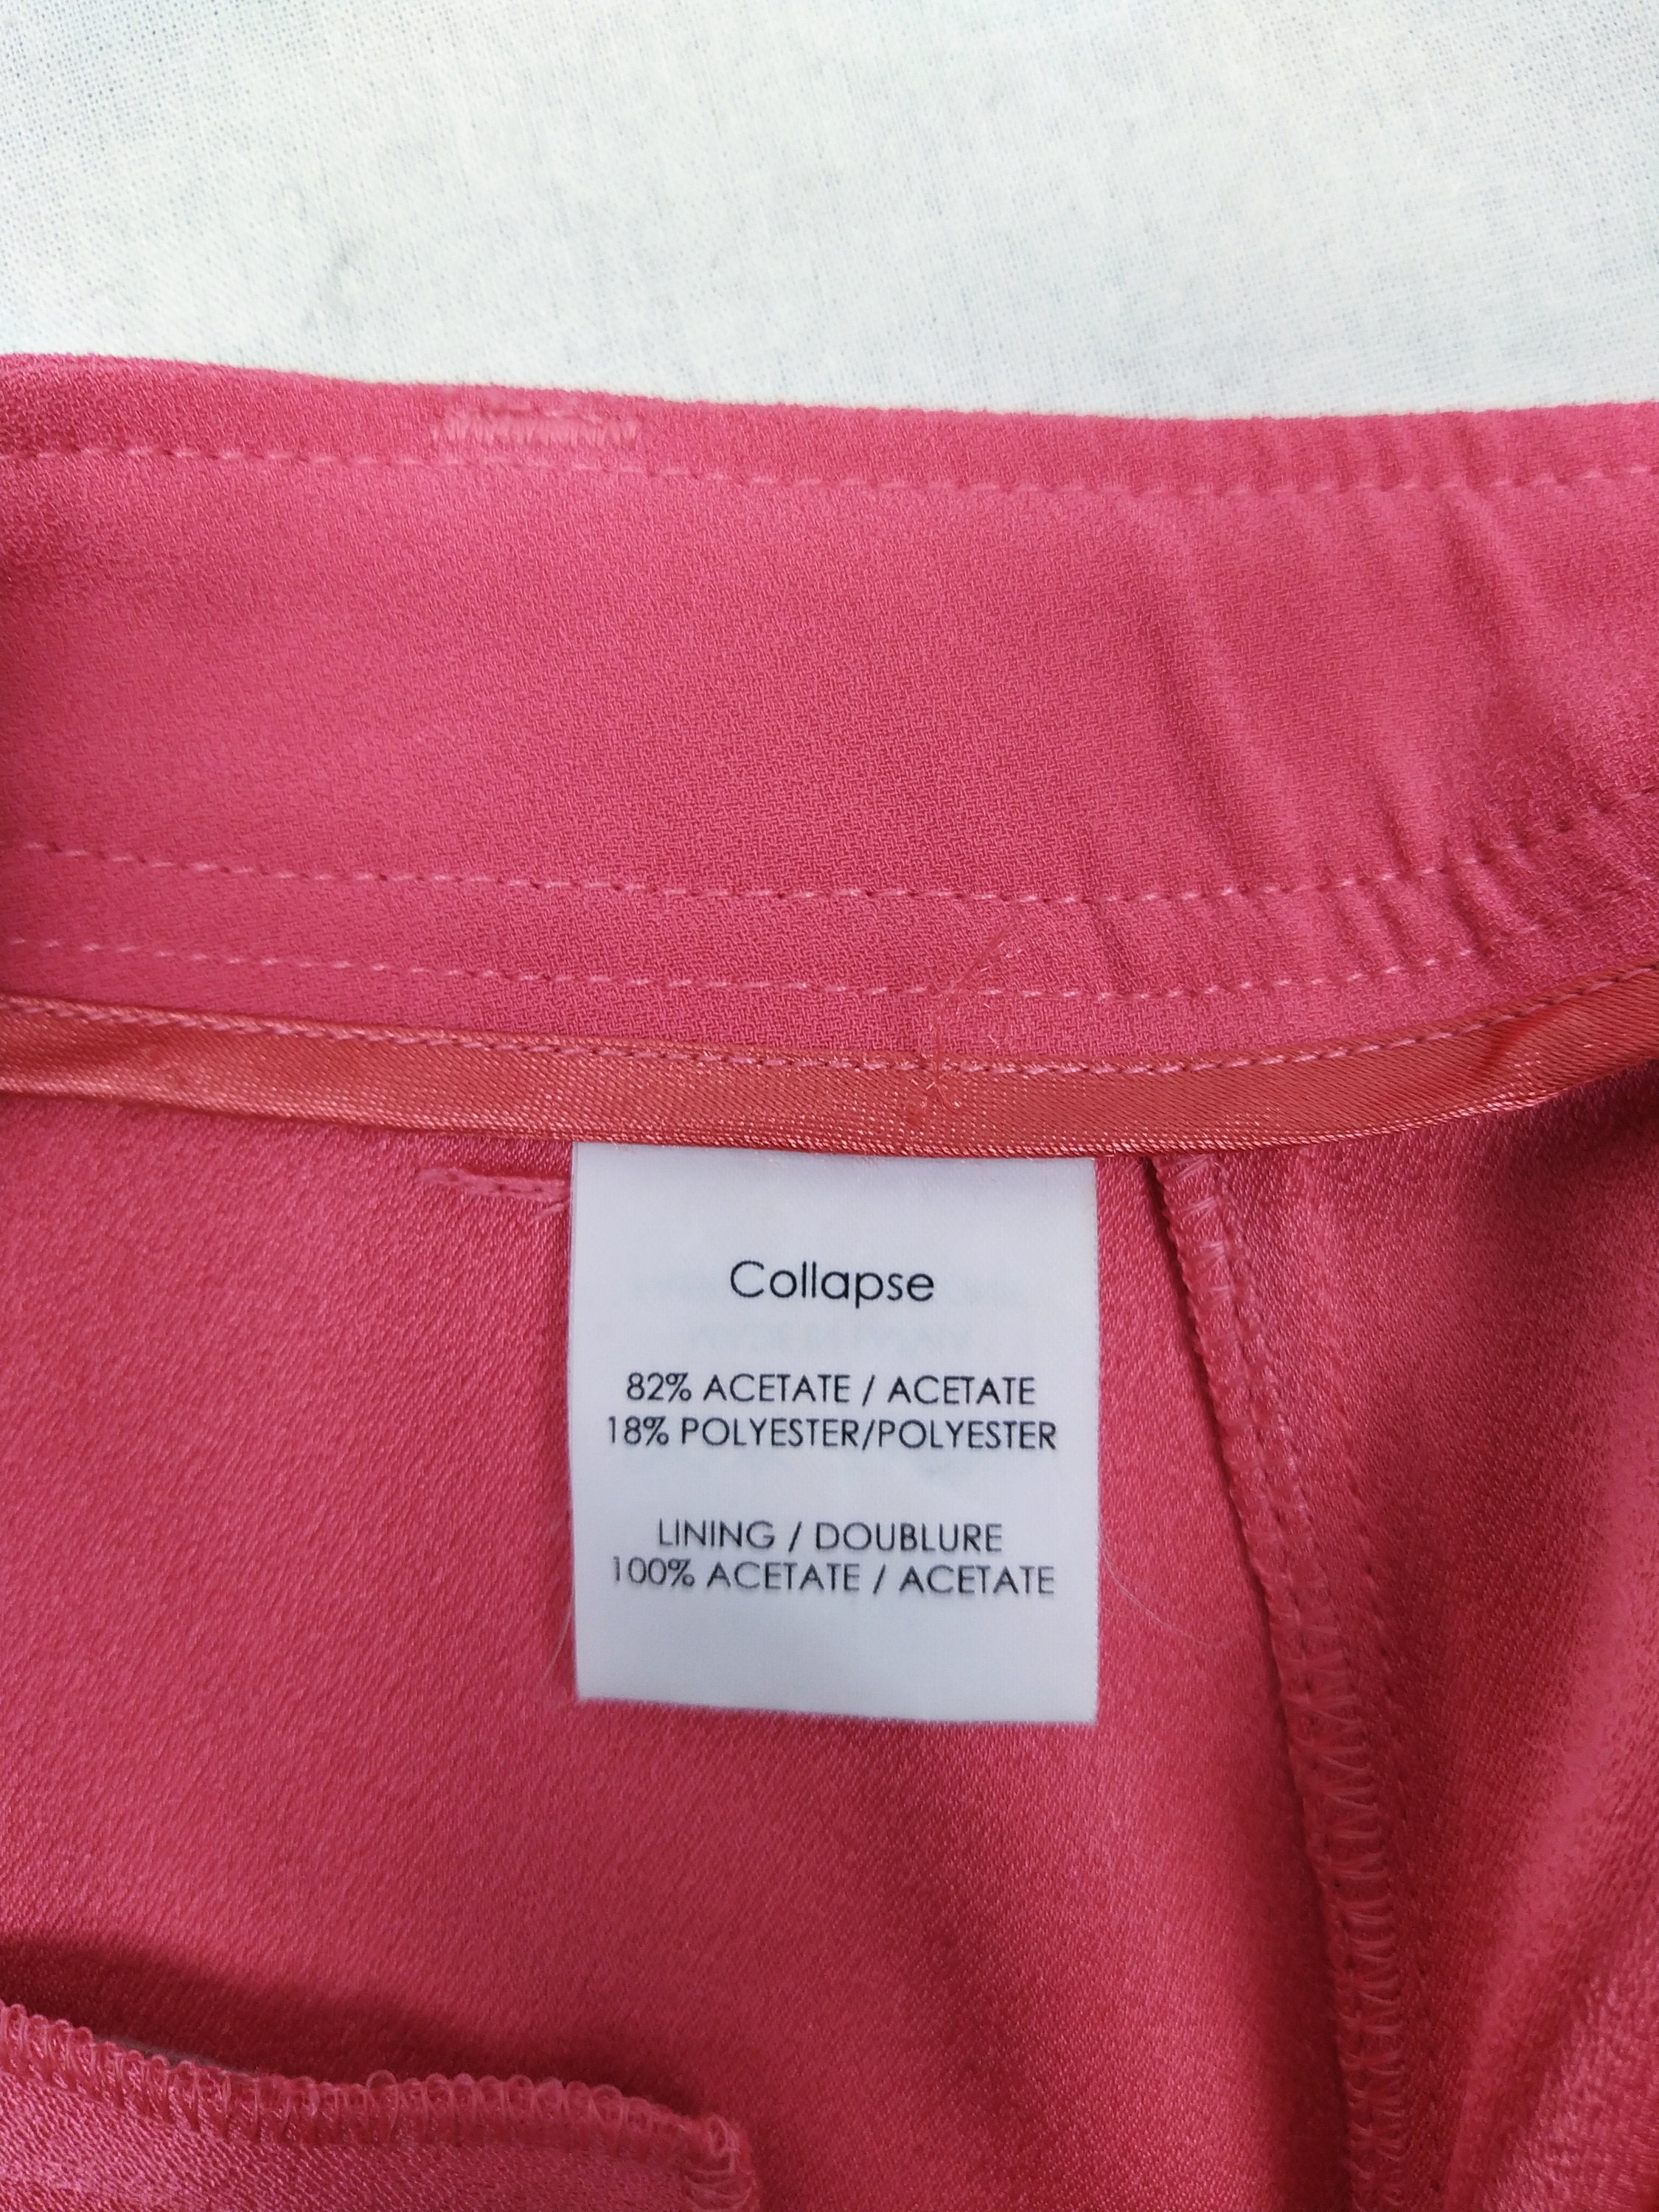 Collapse
82% ACETATE / ACETATE
18% POLYESTER/POLYESTER
LINING / DOUBLURE
100% ACETATE / ACETATE